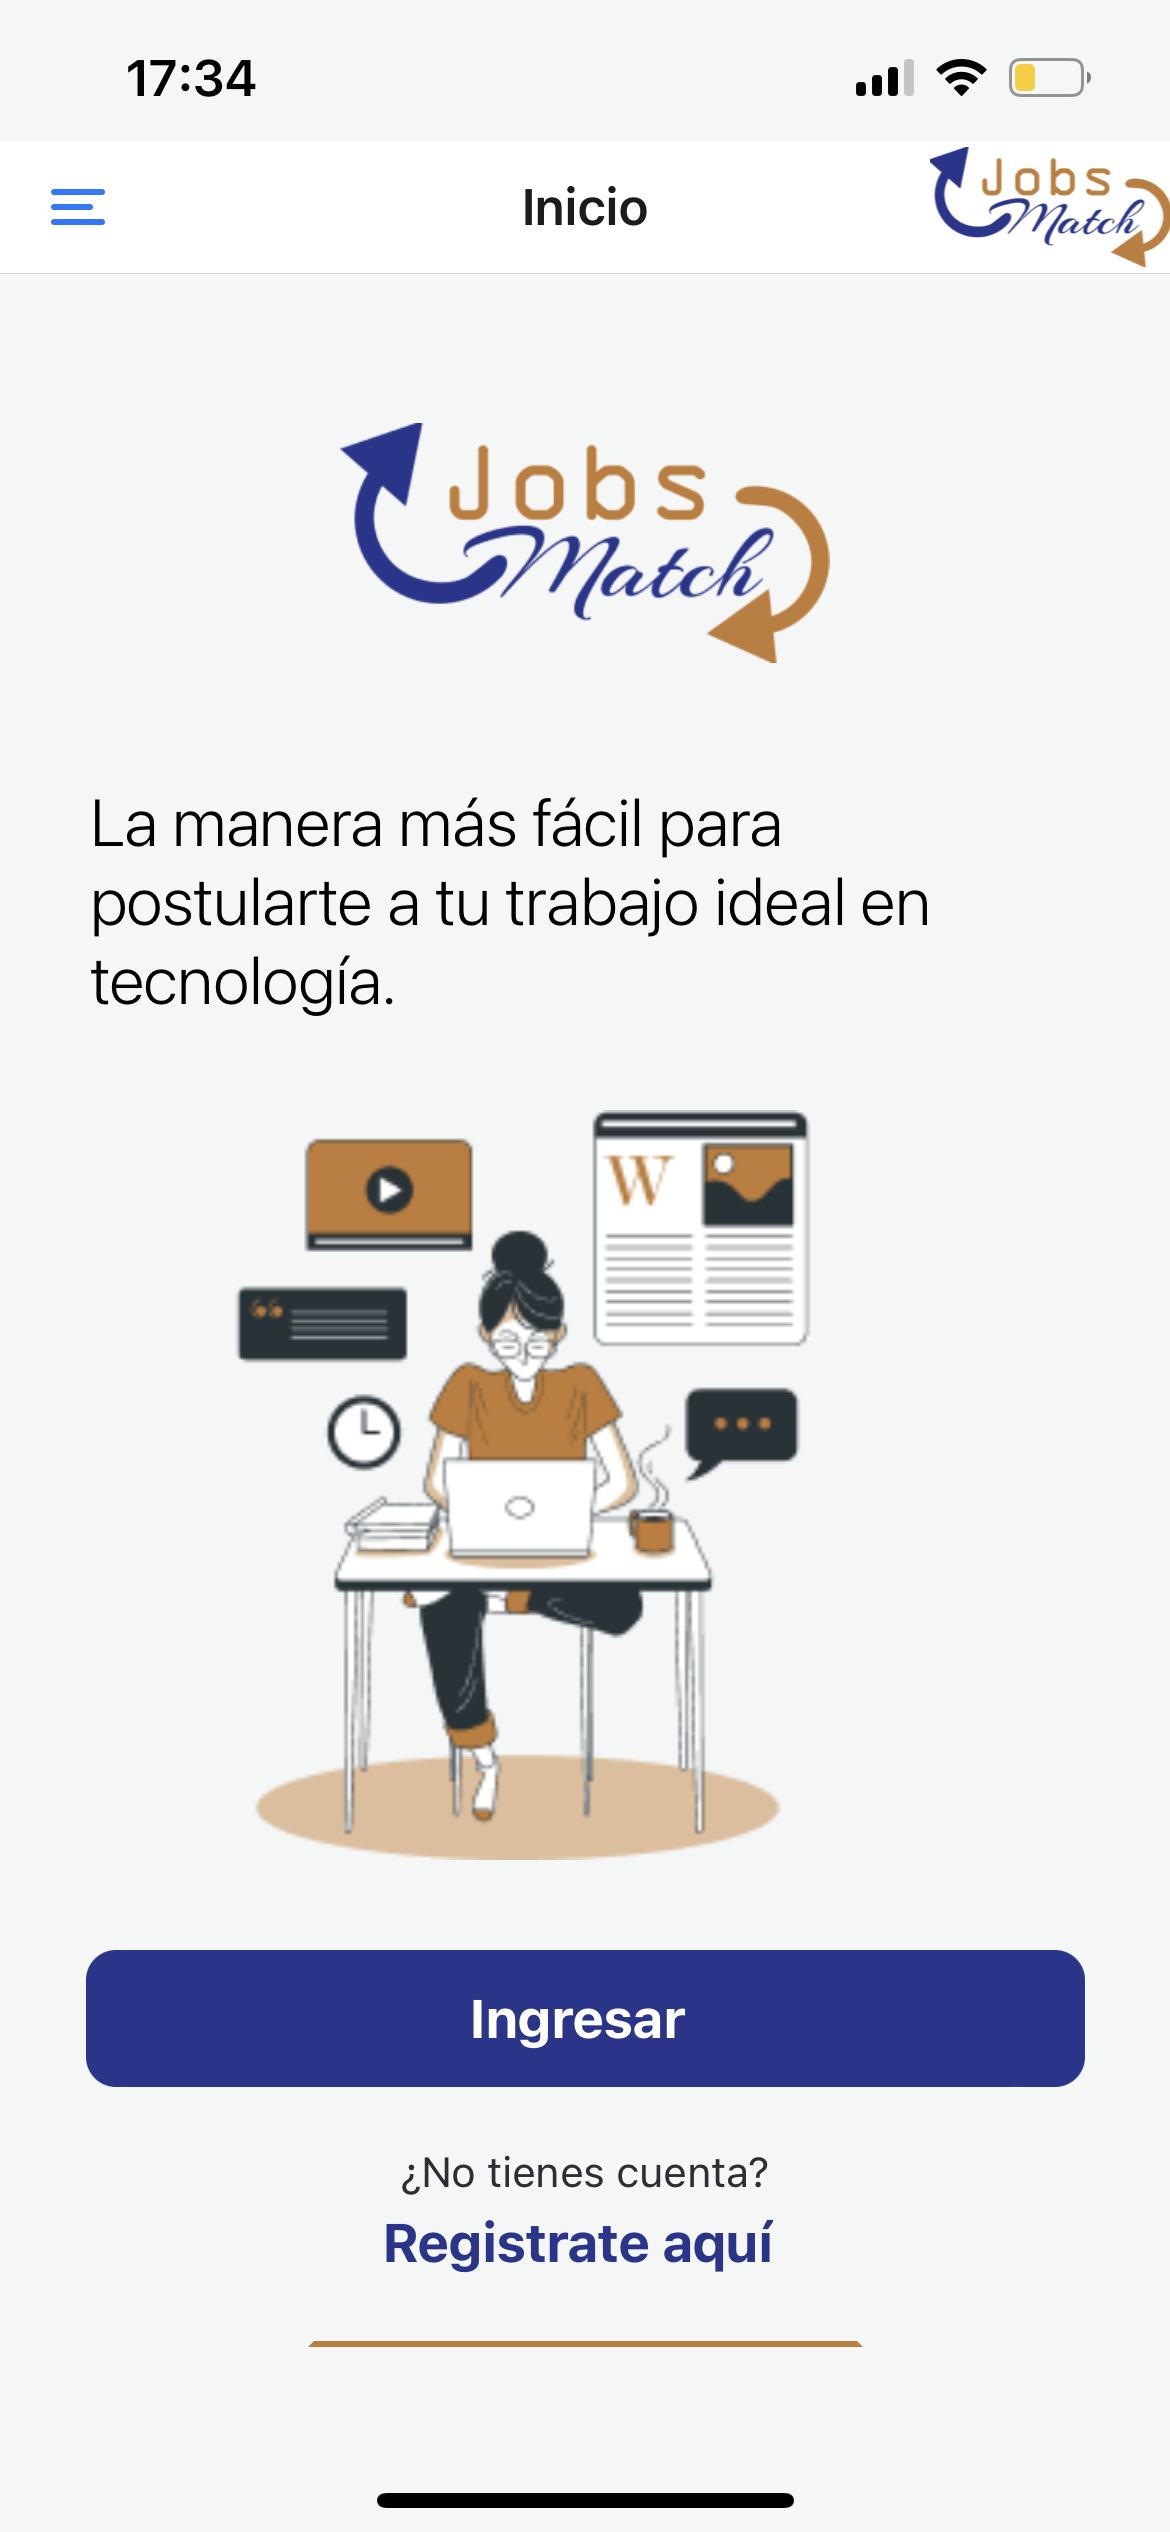 17:34
Inicio
Jobs
Match
Jobs
Match
La manera más fácil para
postularte a tu trabajo ideal en
tecnología.
W
Ingresar
¿No tienes cuenta?
Registrate aquí